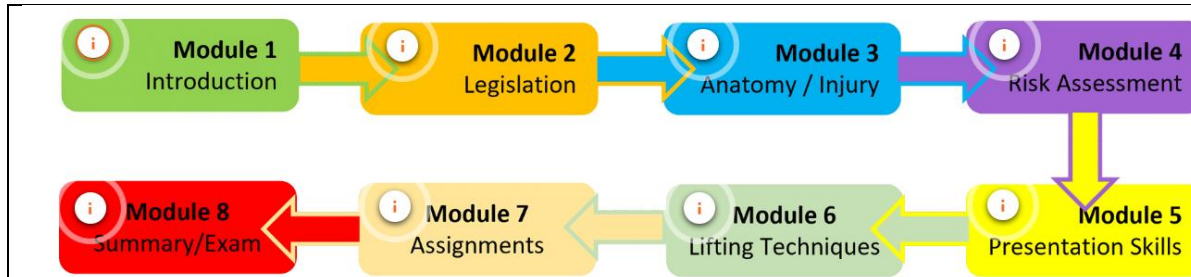 Module 1
Introduction
Module 2
Legislation
Module 3
Anatomy / Injury
Module 4
Risk Assessment
Module 5
Presentation Skills
Module 6
Lifting Techniques
Module 7
Assignments
Module 8
Summary/Exam